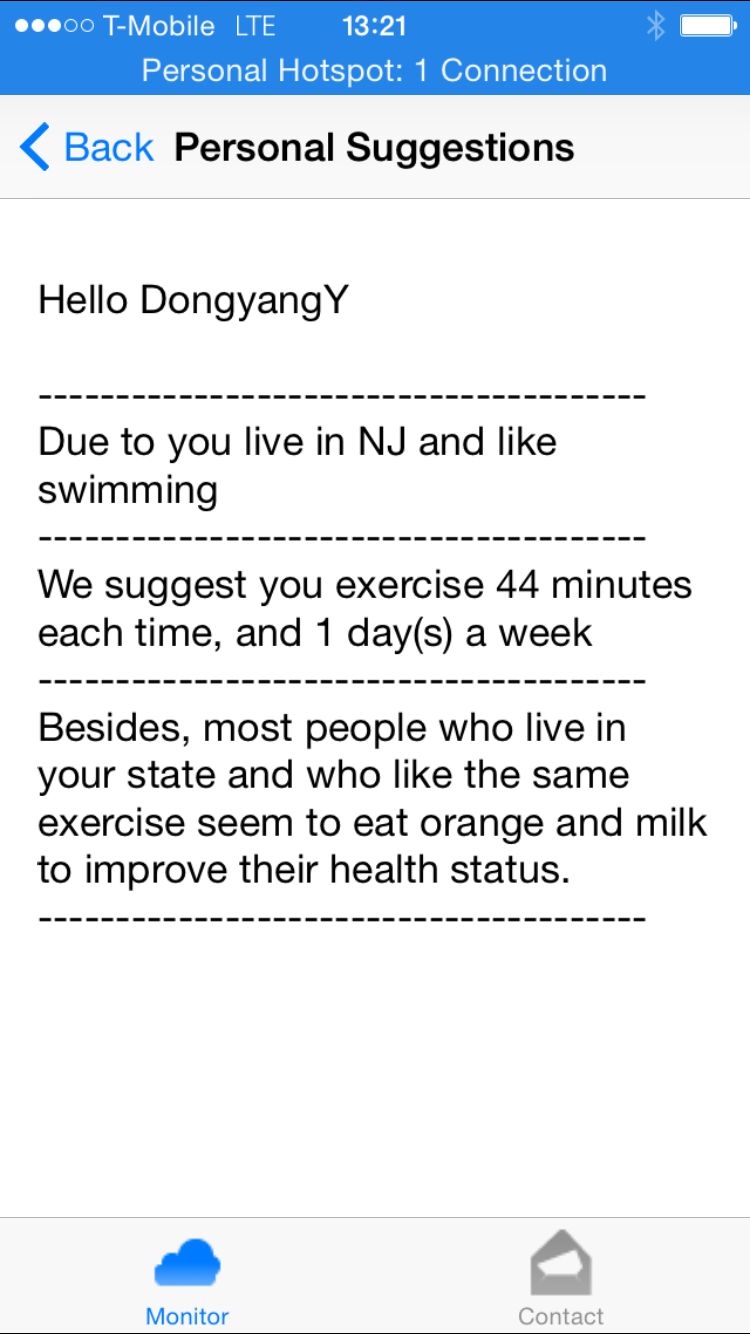 T-Mobile LTE 13:21
Personal Hotspot: 1 Connection
Back Personal Suggestions
Hello DongyangY
---------------------------------------
Due to you live in NJ and like
swimming
---------------------------------------
We suggest you exercise 44 minutes
each time, and 1 day(s) a week
---------------------------------------
Besides, most people who live in
your state and who like the same
exercise seem to eat orange and milk
to improve their health status.
---------------------------------------
Monitor Contact